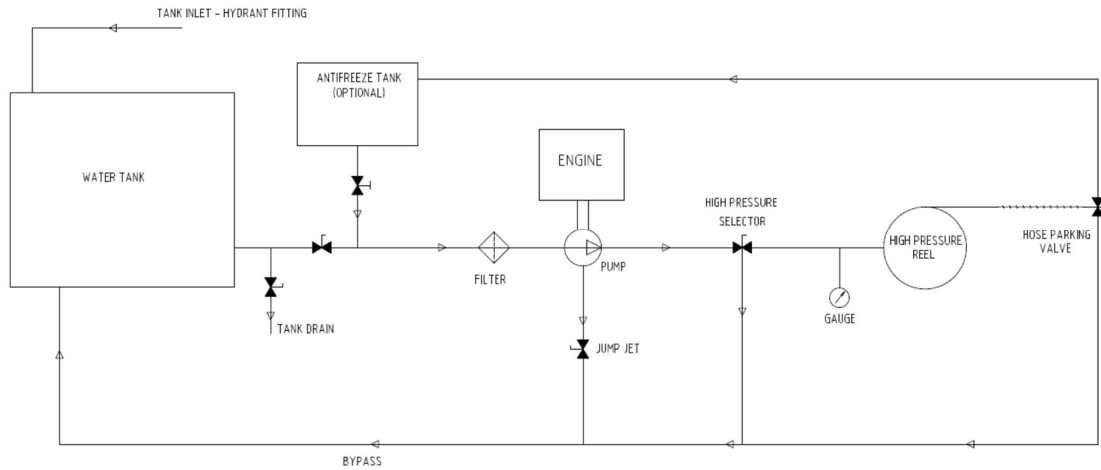 TANK INLET - HYDRANT FITTING
ANTIFREEZE TANK
(OPTIONAL)
ENGINE
WATER TANK
HIGH PRESSURE
SELECTOR
HIGH PRESSURE
REEL
HOSE PARKING
VALVE
FILTER
PUMP
GAUGE
TANK DRAIN
JUMP JET
BYPASS